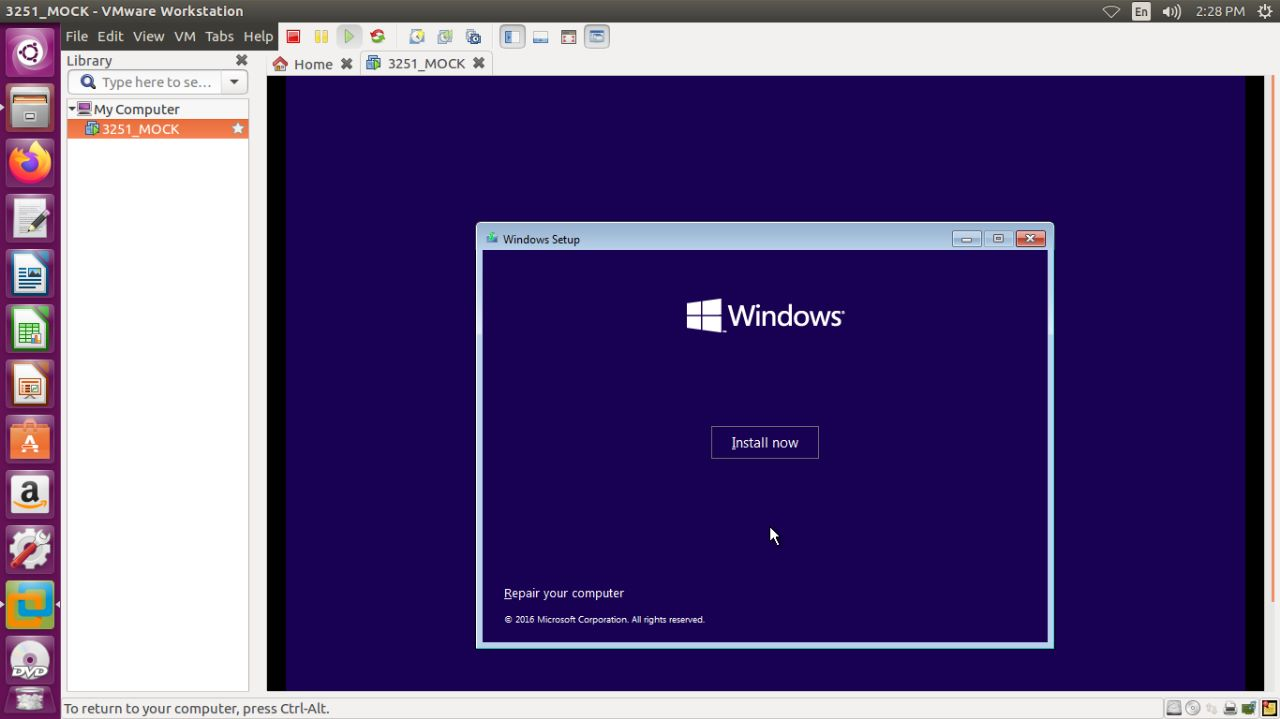 3251_MOCK - VMware Workstation
En
2:28 PM
File Edit View VM Tabs Help
Library
Type here to se...
Home
3251_MOCK
My Computer
3251_MOCK
Windows Setup
Windows
Install now
Repair your computer
© 2016 Microsoft Corporation. All rights reserved.
A
a
DVD
To return to your computer, press Ctrl-Alt.